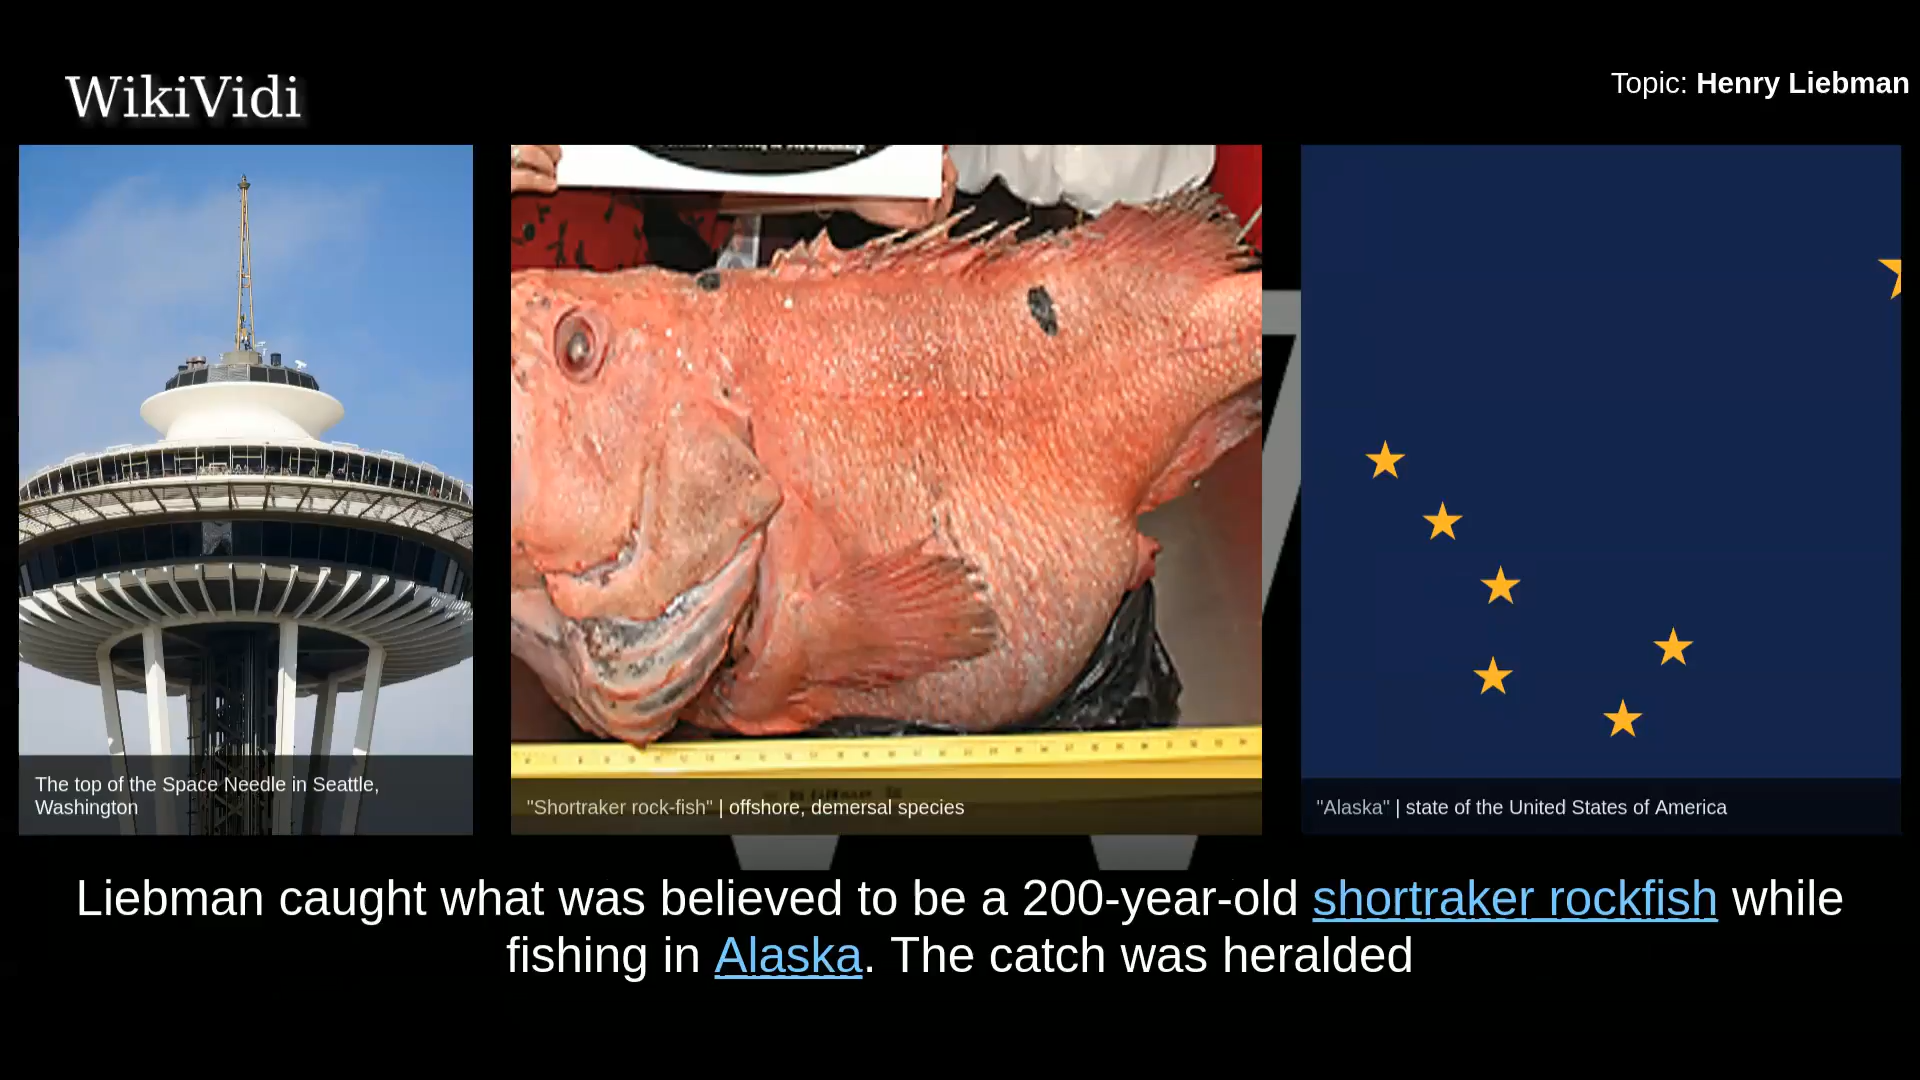 WikiVidi
Topic: Henry Liebman
The top of the Space Needle in Seattle,
Washington
"Shortraker rock-fish" | offshore, demersal species
"Alaska" | state of the United States of America
Liebman caught what was believed to be a 200-year-old shortraker rockfish while
fishing in Alaska. The catch was heralded